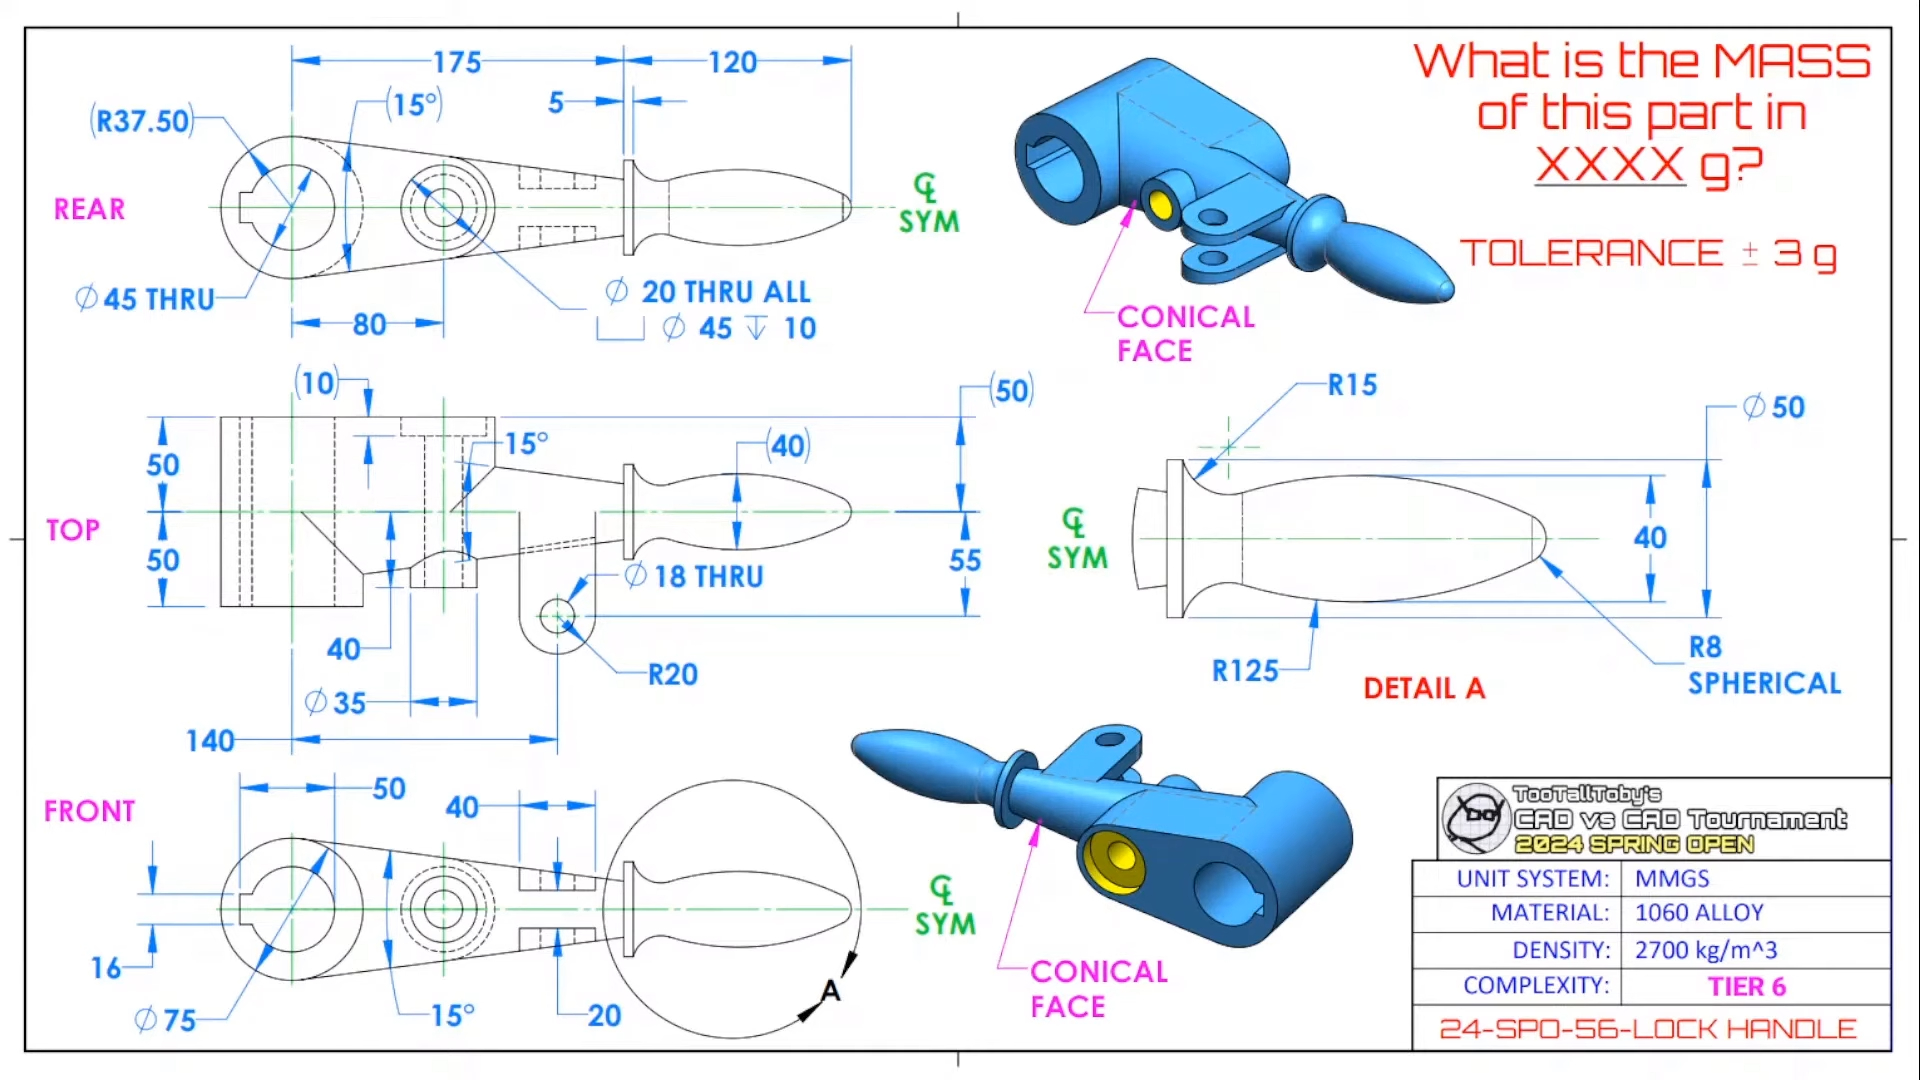 What is the MASS
of this part in
XXXX g?
TOLERANCE ± 3 g
175
120
5
(15°)
(R37.50)
REAR
℄
SYM
⌀ 45 THRU
80
⌀ 20 THRU ALL
⌴ ⌀ 45 ↧ 10
CONICAL
FACE
(10)
(50)
50
15°
(40)
TOP
50
55
⌀ 18 THRU
40
R20
⌀ 35
140
R15
⌀ 50
℄
SYM
40
R125
R8
SPHERICAL
DETAIL A
FRONT
50
40
16
℄
SYM
A
15°
20
⌀ 75
CONICAL
FACE
TooTallToby's
CAD vs CAD Tournament
2024 SPRING OPEN
UNIT SYSTEM: MMGS
MATERIAL: 1060 ALLOY
DENSITY: 2700 kg/m^3
COMPLEXITY: TIER 6
24-SPO-56-LOCK HANDLE